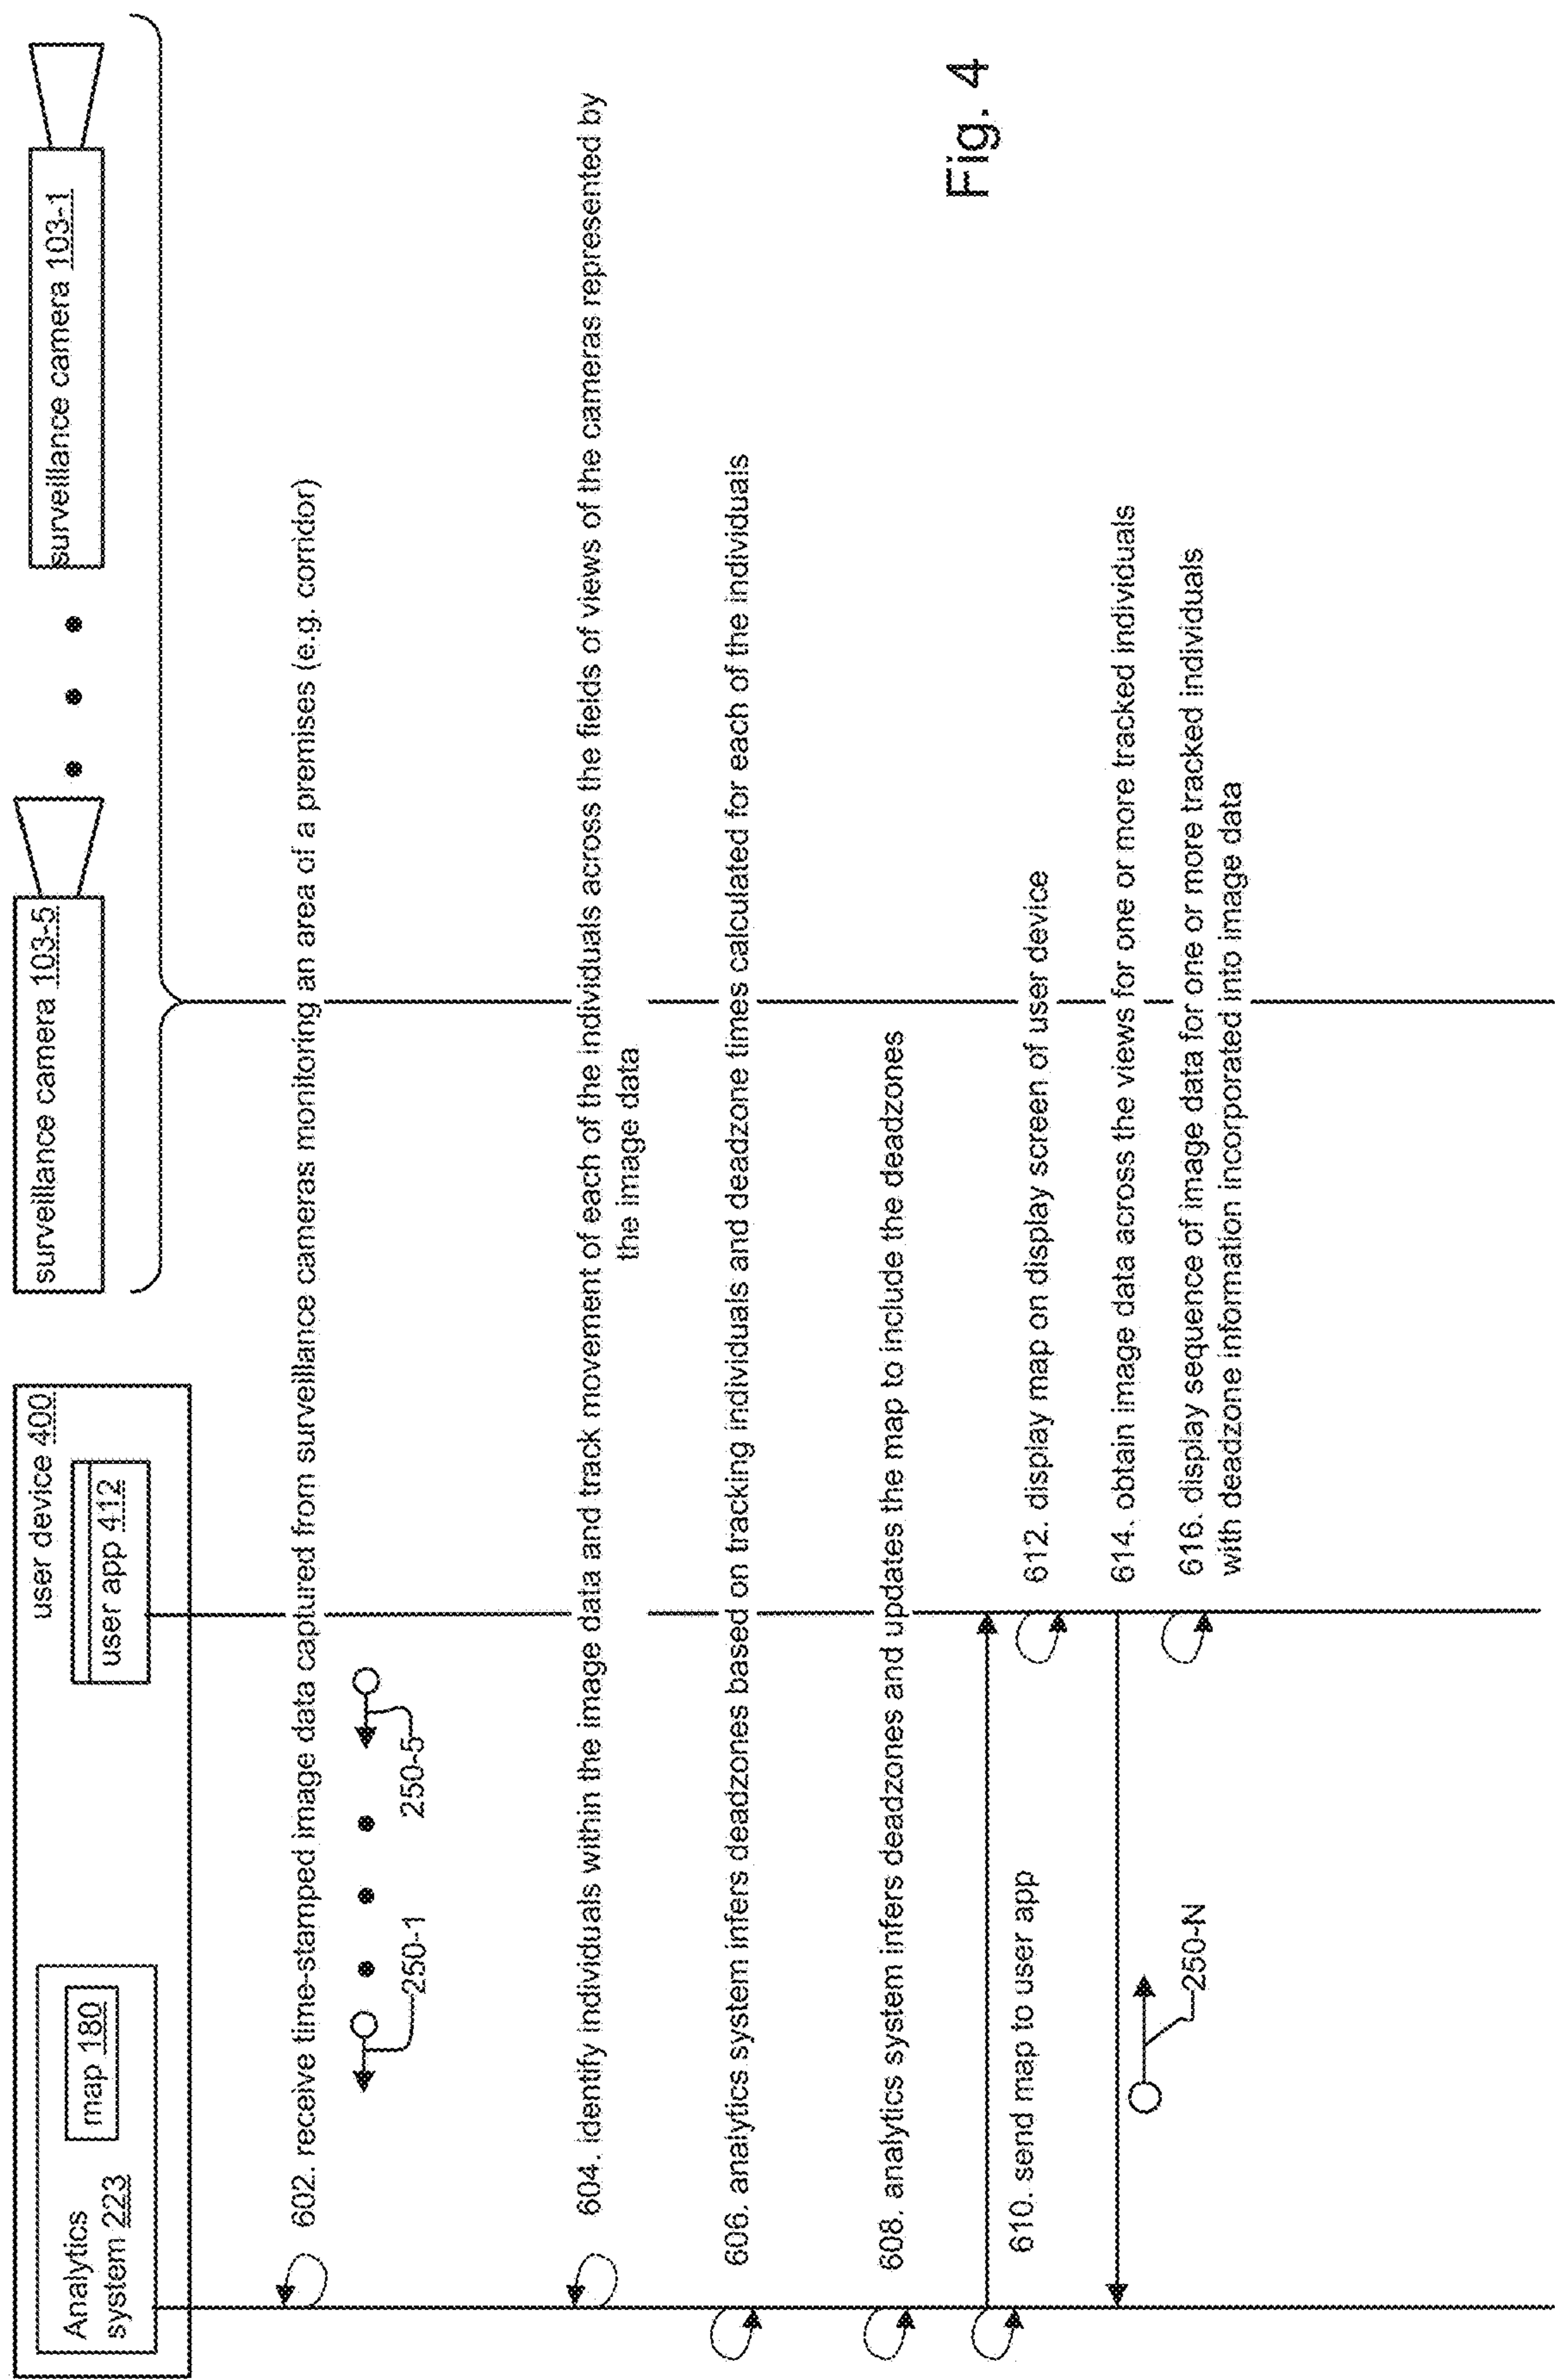 user device 400
Analytics
system 223
map 180
user app 412
surveillance camera 103-5
surveillance camera 103-1
602. receive time-stamped image data captured from surveillance cameras monitoring an area of a premises (e.g. corridor)
250-1
250-5
604. identify individuals within the image data and track movement of each of the individuals across the fields of views of the cameras represented by
the image data
606. analytics system infers deadzones based on tracking individuals and deadzone times calculated for each of the individuals
608. analytics system infers deadzones and updates the map to include the deadzones
610. send map to user app
612. display map on display screen of user device
614. obtain image data across the views for one or more tracked individuals
250-N
616. display sequence of image data for one or more tracked individuals
with deadzone information incorporated into image data
Fig. 4